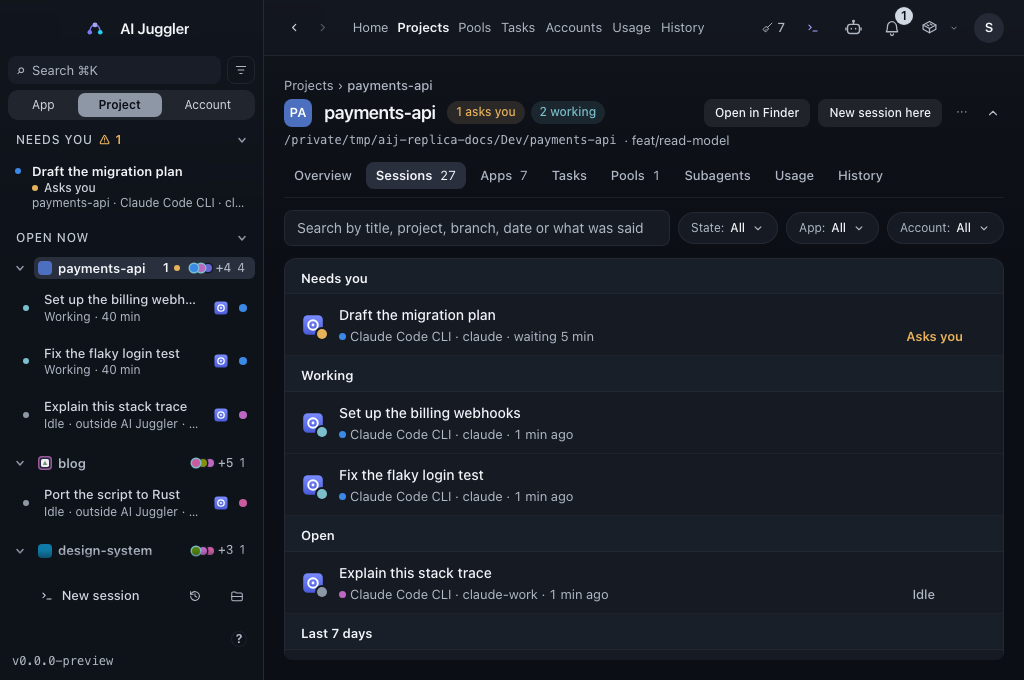 AI Juggler
Search ⌘K
App Project Account
NEEDS YOU 1
Draft the migration plan
Asks you
payments-api · Claude Code CLI · cl...
OPEN NOW
payments-api 1 +4 4
Set up the billing webh...
Working · 40 min
Fix the flaky login test
Working · 40 min
Explain this stack trace
Idle · outside AI Juggler · ...
blog +5 1
Port the script to Rust
Idle · outside AI Juggler · ...
design-system +3 1
New session
?
v0.0.0-preview
Home Projects Pools Tasks Accounts Usage History
7
1
S
Projects › payments-api
PA payments-api 1 asks you 2 working
Open in Finder New session here ...
/private/tmp/aij-replica-docs/Dev/payments-api · feat/read-model
Overview Sessions 27 Apps 7 Tasks Pools 1 Subagents Usage History
Search by title, project, branch, date or what was said
State: All App: All Account: All
Needs you
Draft the migration plan
Claude Code CLI · claude · waiting 5 min
Asks you
Working
Set up the billing webhooks
Claude Code CLI · claude · 1 min ago
Fix the flaky login test
Claude Code CLI · claude · 1 min ago
Open
Explain this stack trace
Claude Code CLI · claude-work · 1 min ago
Idle
Last 7 days